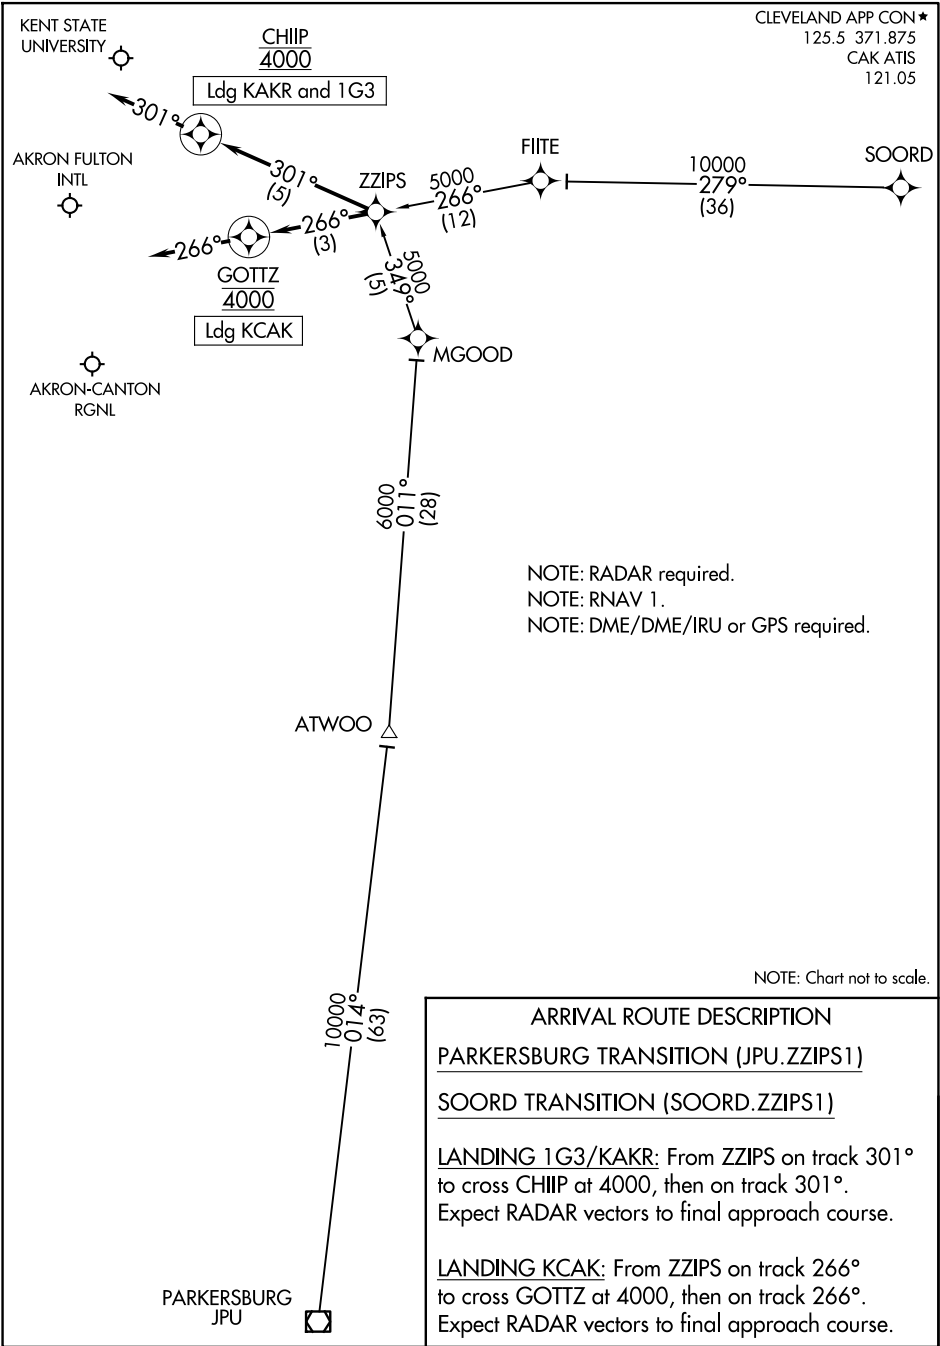 KENT STATE
UNIVERSITY
CHIIP
4000
Ldg KAKR and 1G3
CLEVELAND APP CON★
125.5 371.875
CAK ATIS
121.05
301°
AKRON FULTON
INTL
301°
(5)
ZZIPS
FIITE
5000
266°
(12)
10000
279°
(36)
SOORD
266°
266°
(3)
GOTTZ
4000
Ldg KCAK
5000
349°
(5)
MGOOD
AKRON-CANTON
RGNL
6000
011°
(28)
NOTE: RADAR required.
NOTE: RNAV 1.
NOTE: DME/DME/IRU or GPS required.
ATWOO
10000
014°
(63)
NOTE: Chart not to scale.
PARKERSBURG
JPU
ARRIVAL ROUTE DESCRIPTION
PARKERSBURG TRANSITION (JPU.ZZIPS1)
SOORD TRANSITION (SOORD.ZZIPS1)
LANDING 1G3/KAKR: From ZZIPS on track 301°
to cross CHIIP at 4000, then on track 301°.
Expect RADAR vectors to final approach course.
LANDING KCAK: From ZZIPS on track 266°
to cross GOTTZ at 4000, then on track 266°.
Expect RADAR vectors to final approach course.